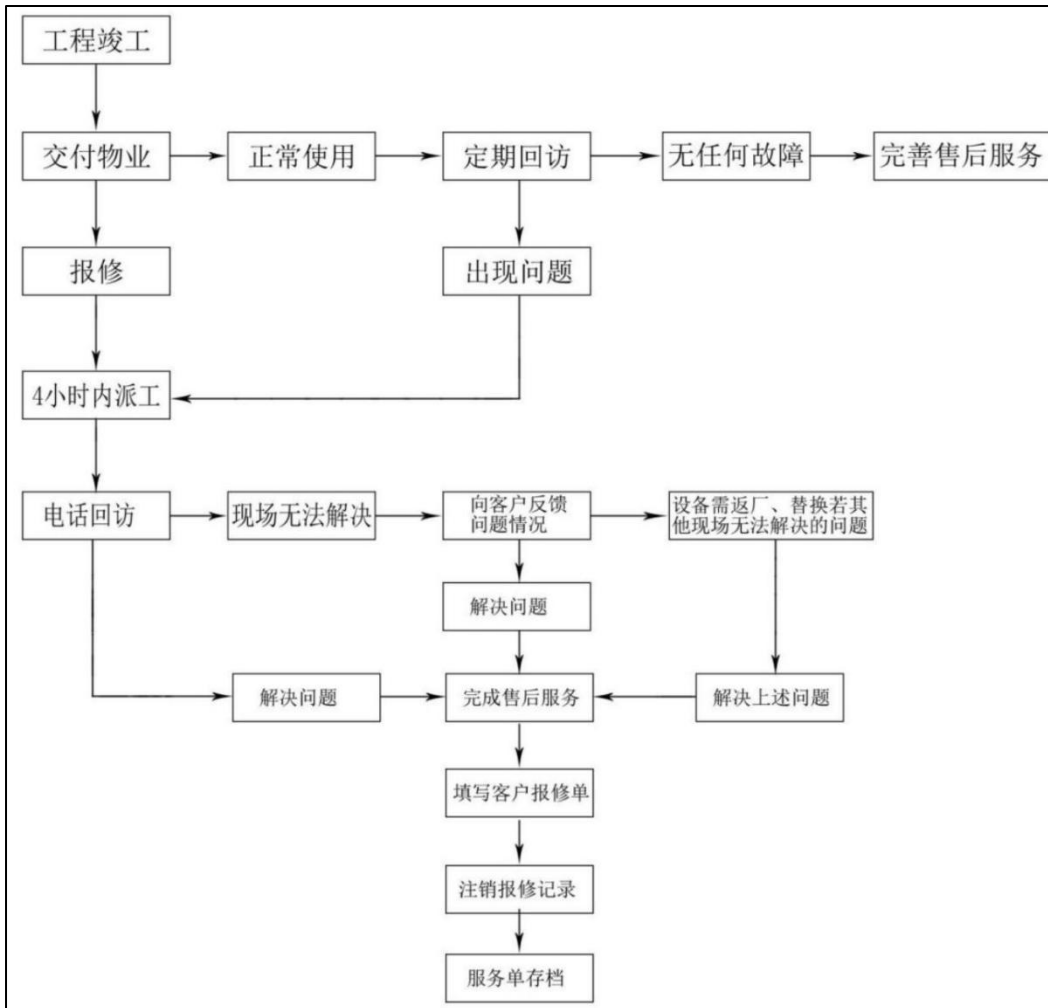 工程竣工
交付物业
正常使用
定期回访
无任何故障
完善售后服务
报修
出现问题
4小时内派工
电话回访
现场无法解决
向客户反馈
问题情况
设备需返厂、替换若其
他现场无法解决的问题
解决问题
解决问题
完成售后服务
解决上述问题
填写客户报修单
注销报修记录
服务单存档